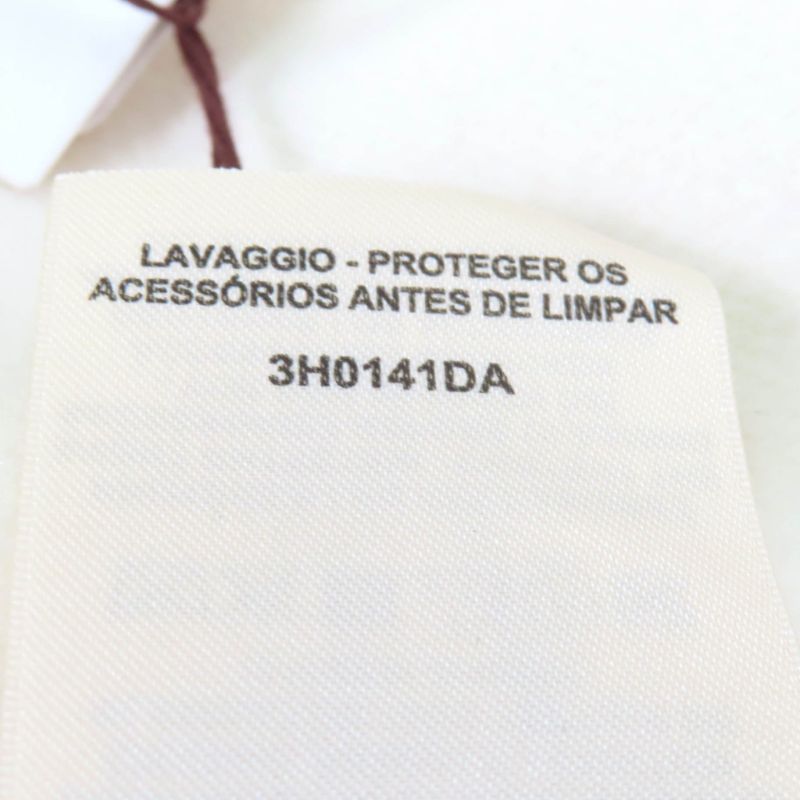 LAVAGGIO - PROTEGER OS
ACESSÓRIOS ANTES DE LIMPAR
3H0141DA